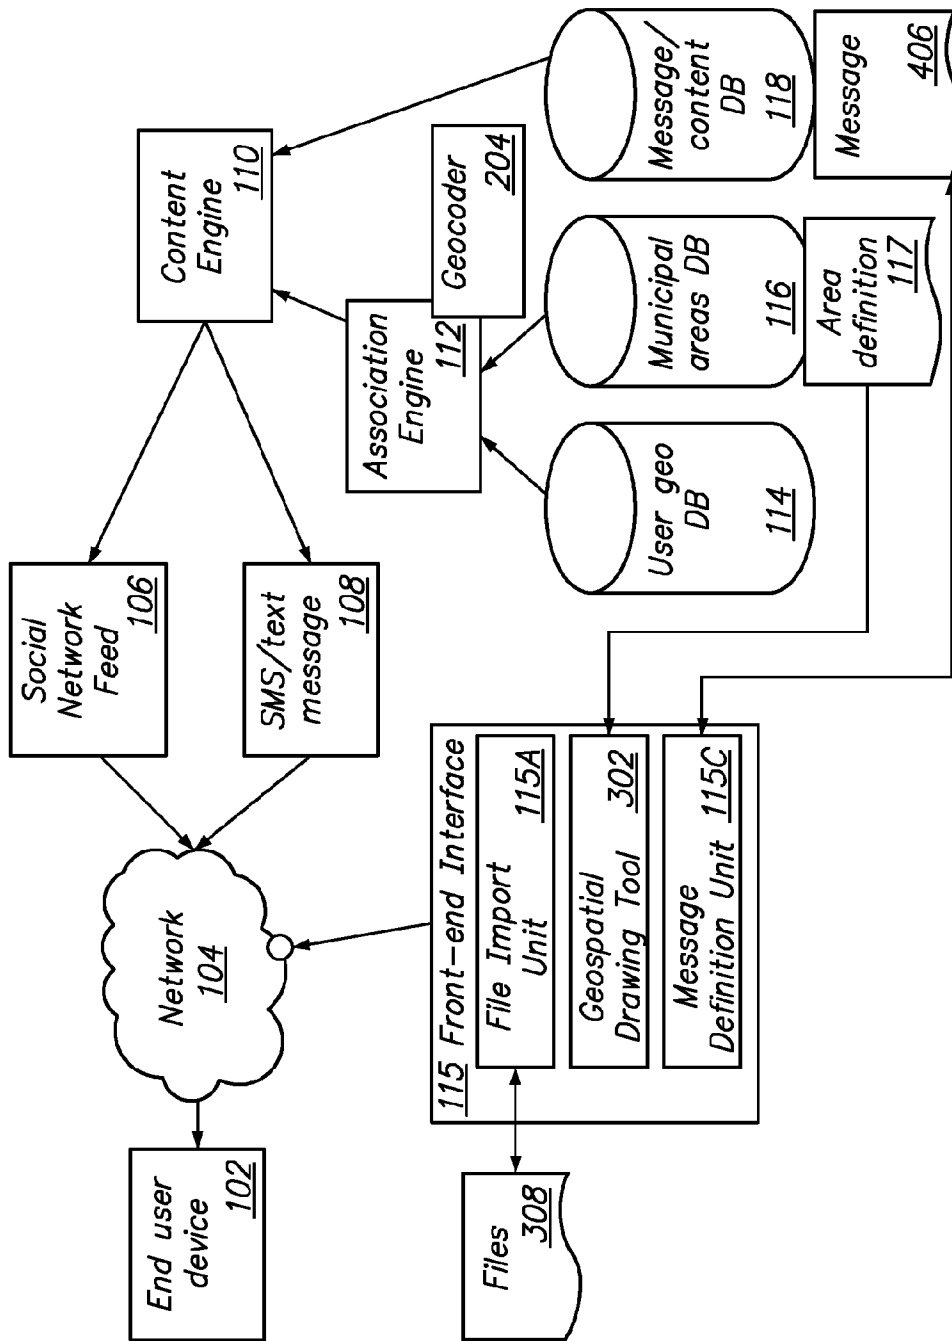 End user
device
102
Network
104
Social
Network
Feed
106
SMS/text
message
108
Content
Engine
110
Association
Engine
112
Geocoder
204
Files
308
115 Front-end Interface
File Import
Unit
115A
Geospatial
Drawing Tool
302
Message
Definition Unit
115C
User geo
DB
114
Municipal
areas DB
116
Area
definition
117
Message/
content
DB
118
Message
406